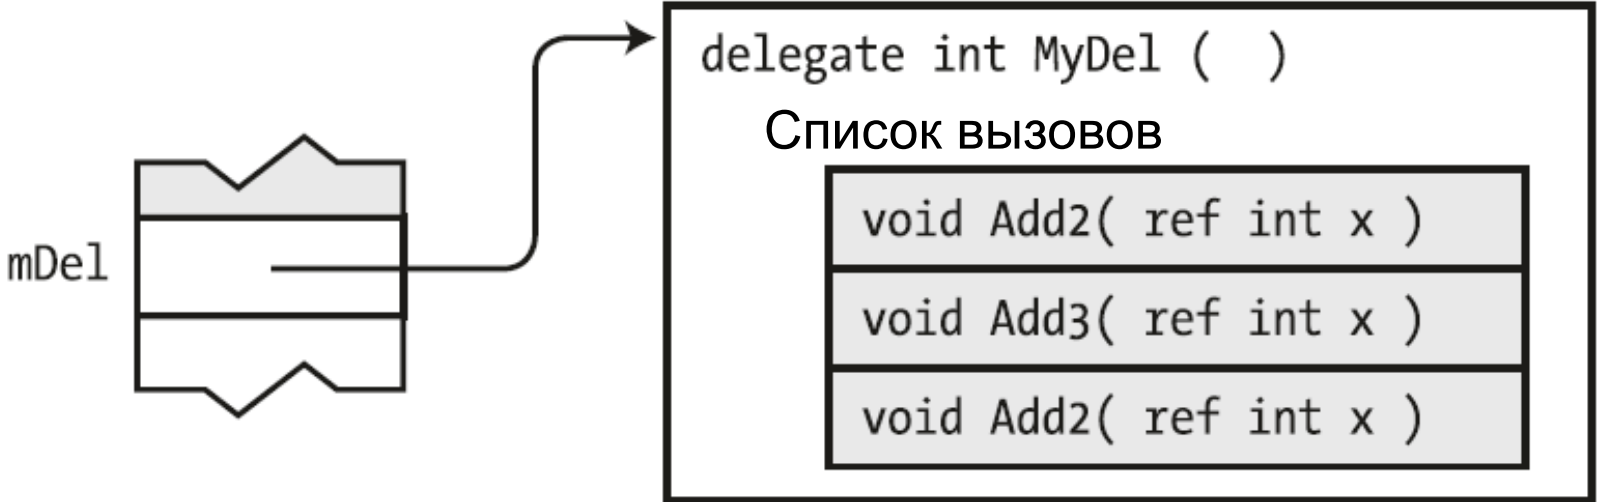 delegate int MyDel ( )
Список вызовов
void Add2( ref int x )
mDel
void Add3( ref int x )
void Add2( ref int x )